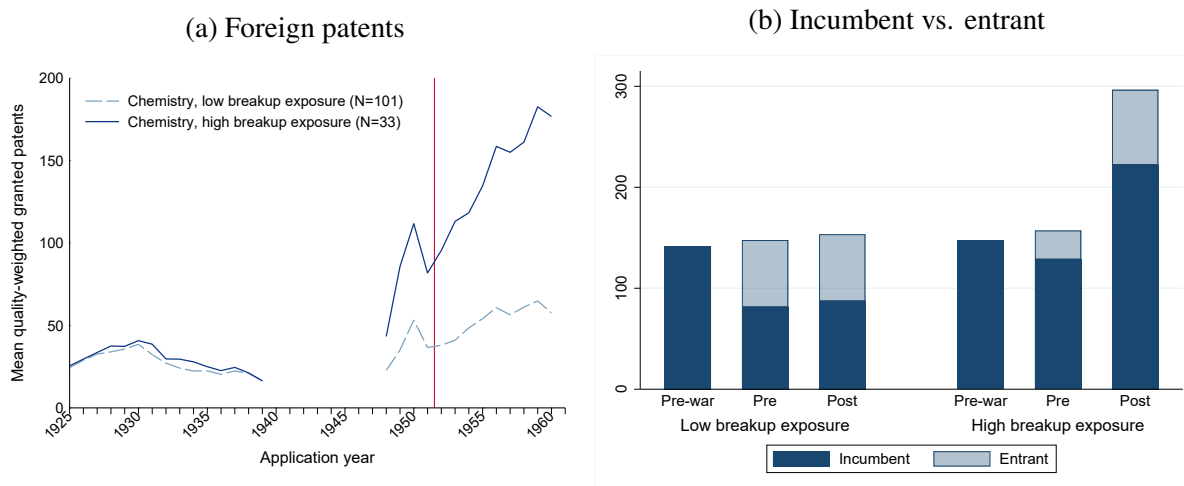 (a) Foreign patents
Mean quality-weighted granted patents
200
150
100
50
0
Chemistry, low breakup exposure (N=101)
Chemistry, high breakup exposure (N=33)
1925 1930 1935 1940 1945 1950 1955 1960
Application year
(b) Incumbent vs. entrant
300
200
100
0
Pre-war Pre Post Pre-war Pre Post
Low breakup exposure High breakup exposure
Incumbent Entrant